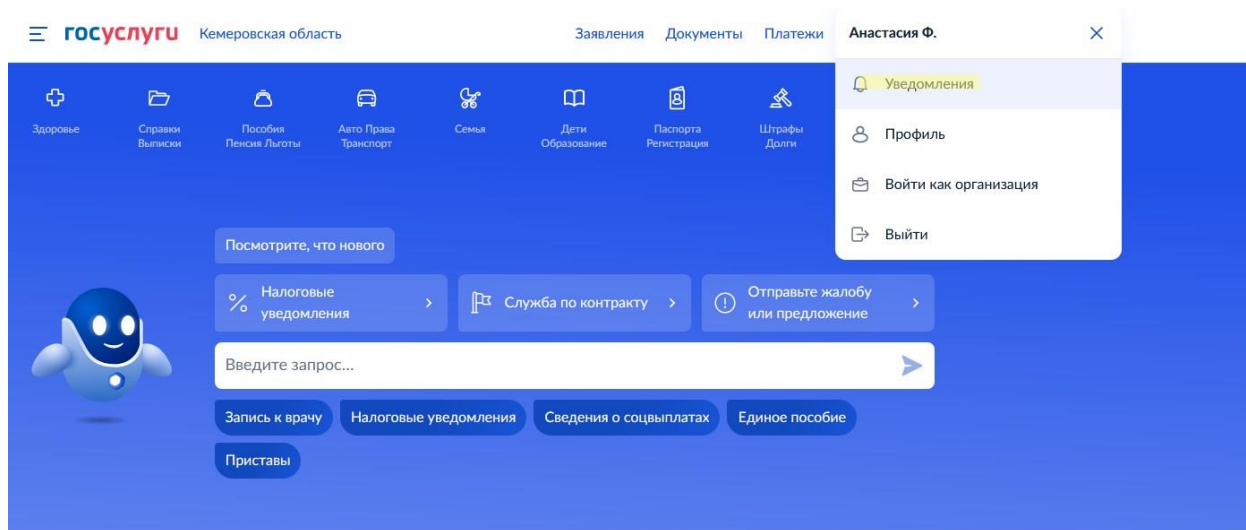 госуслуги Кемеровская область Заявления Документы Платежи Анастасия Ф.
Уведомления
Профиль
Войти как организация
Выйти
Здоровье
Справки
Выписки
Пособия
Пенсия Льготы
Авто Права
Транспорт
Семья
Дети
Образование
Паспорта
Регистрация
Штрафы
Долги
Посмотрите, что нового
Налоговые
уведомления
Служба по контракту
Отправьте жалобу
или предложение
Введите запрос...
Запись к врачу Налоговые уведомления Сведения о соцвыплатах Единое пособие
Приставы